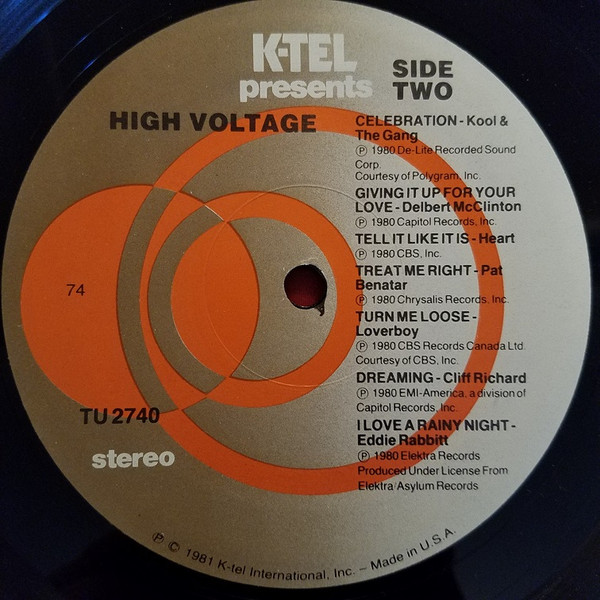 K-TEL
presents
SIDE
TWO
HIGH VOLTAGE
CELEBRATION - Kool &
The Gang
Ⓟ 1980 De-Lite Recorded Sound
Corp.
Courtesy of Polygram, Inc.
GIVING IT UP FOR YOUR
LOVE - Delbert McClinton
Ⓟ 1980 Capitol Records, Inc.
TELL IT LIKE IT IS - Heart
Ⓟ 1980 CBS, Inc.
TREAT ME RIGHT - Pat
Benatar
Ⓟ 1980 Chrysalis Records, Inc.
TURN ME LOOSE -
Loverboy
Ⓟ 1980 CBS Records Canada Ltd.
Courtesy of CBS, Inc.
DREAMING - Cliff Richard
Ⓟ 1980 EMI-America, a division of
Capitol Records, Inc.
I LOVE A RAINY NIGHT -
Eddie Rabbitt
Ⓟ 1980 Elektra Records
Produced Under License From
Elektra/Asylum Records
74
TU 2740
stereo
Ⓟ © 1981 K-tel International, Inc. – Made in U.S.A.